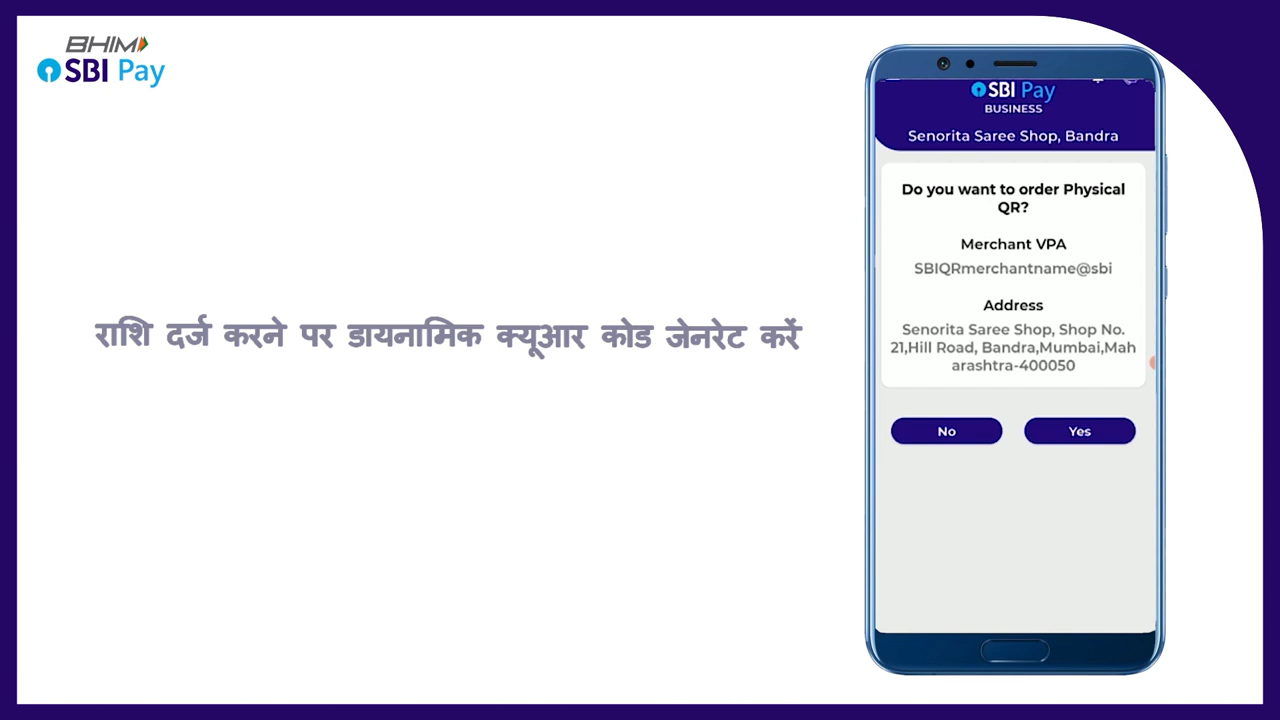 BHIM
SBI Pay
राशि दर्ज करने पर डायनामिक क्यूआर कोड जेनरेट करें
SBI Pay
BUSINESS
Senorita Saree Shop, Bandra
Do you want to order Physical
QR?
Merchant VPA
SBIQRmerchantname@sbi
Address
Senorita Saree Shop, Shop No.
21,Hill Road, Bandra,Mumbai,Mah
arashtra-400050
No
Yes